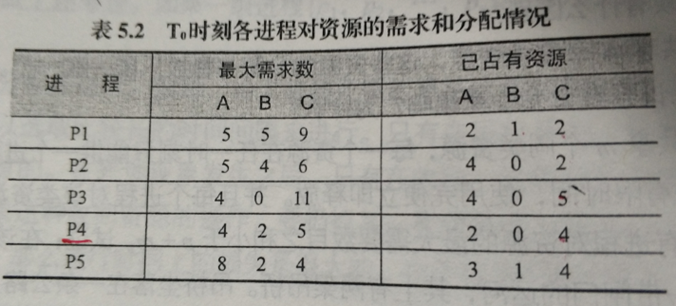 表 5.2 T₀时刻各进程对资源的需求和分配情况
进 程 最大需求数 已占有资源
A B C A B C
P1 5 5 9 2 1 2
P2 5 4 6 4 0 2
P3 4 0 11 4 0 5
P4 4 2 5 2 0 4
P5 8 2 4 3 1 4